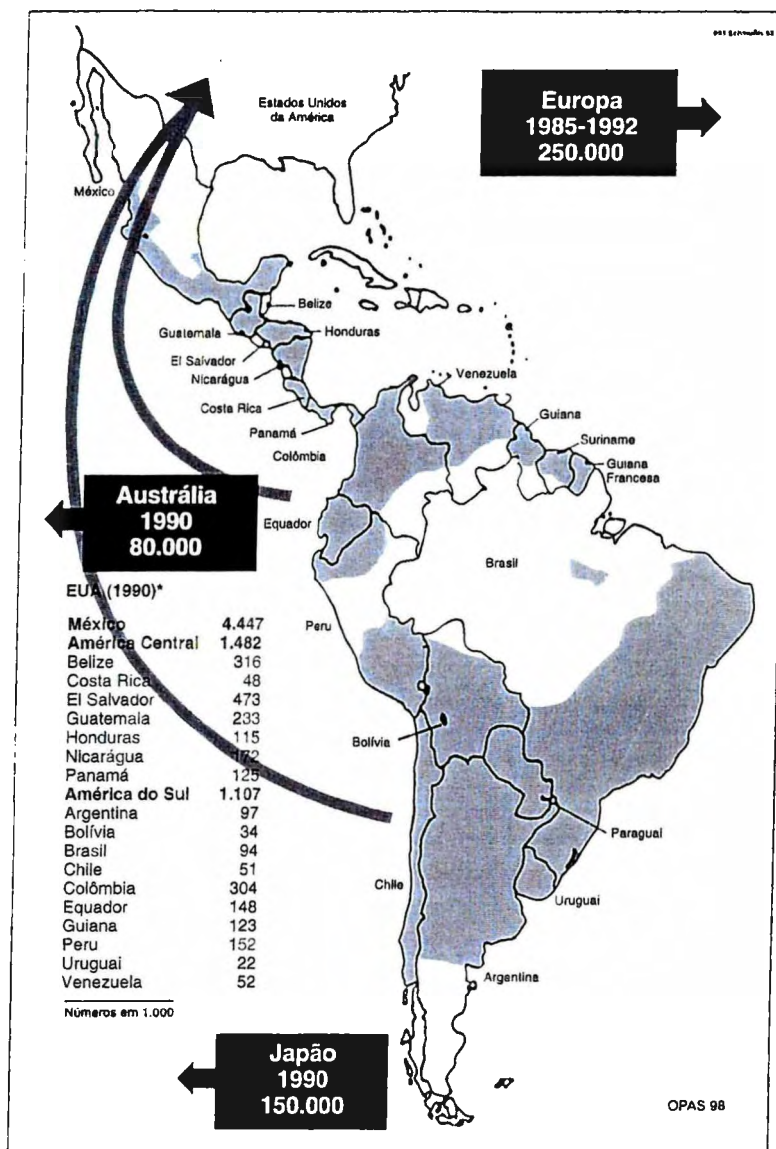 Estados Unidos
da América
Europa
1985-1992
250.000
México
Belize
Guatemala
Honduras
El Salvador
Nicarágua
Venezuela
Costa Rica
Guiana
Panamá
Suriname
Colômbia
Guiana
Francesa
Austrália
1990
80.000
Equador
Brasil
Peru
EUA (1990)*
México 4.447
América Central 1.482
Belize 316
Costa Rica 48
El Salvador 473
Guatemala 233
Honduras 115
Nicarágua 172
Panamá 125
América do Sul 1.107
Argentina 97
Bolívia 34
Brasil 94
Chile 51
Colômbia 304
Equador 148
Guiana 123
Peru 152
Uruguai 22
Venezuela 52
Números em 1.000
Bolívia
Paraguai
Chile
Uruguai
Argentina
Japão
1990
150.000
OPAS 98